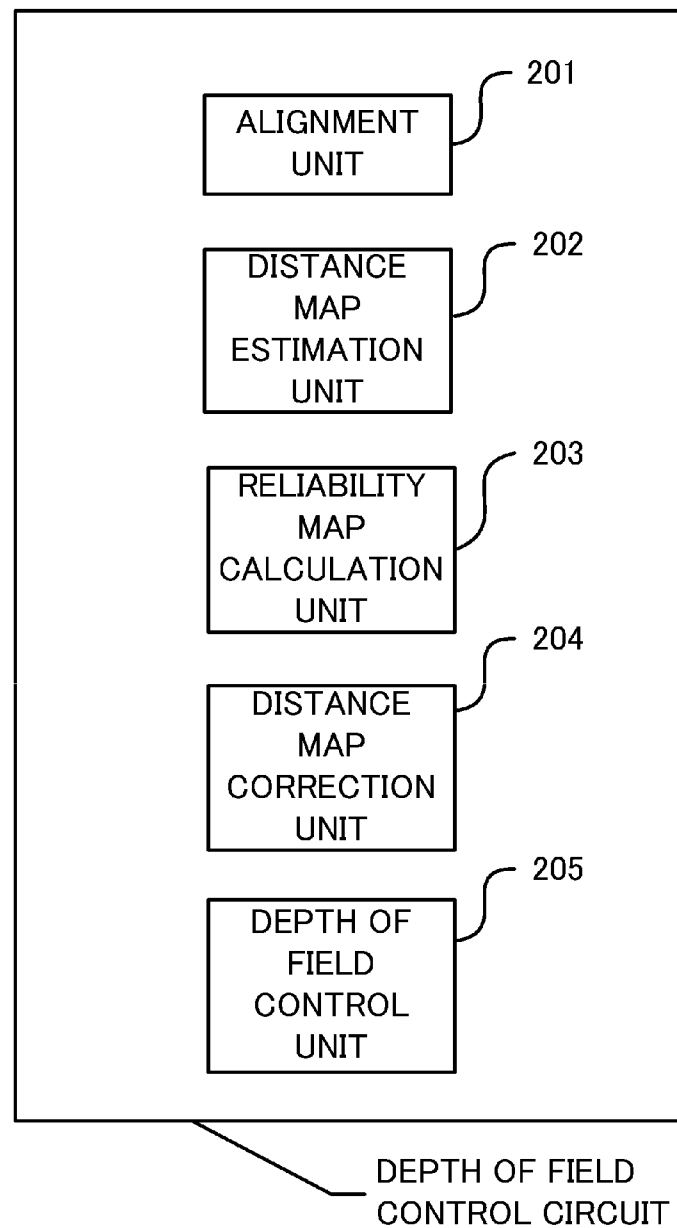 201
ALIGNMENT
UNIT
202
DISTANCE
MAP
ESTIMATION
UNIT
203
RELIABILITY
MAP
CALCULATION
UNIT
204
DISTANCE
MAP
CORRECTION
UNIT
205
DEPTH OF
FIELD
CONTROL
UNIT
DEPTH OF FIELD
CONTROL CIRCUIT